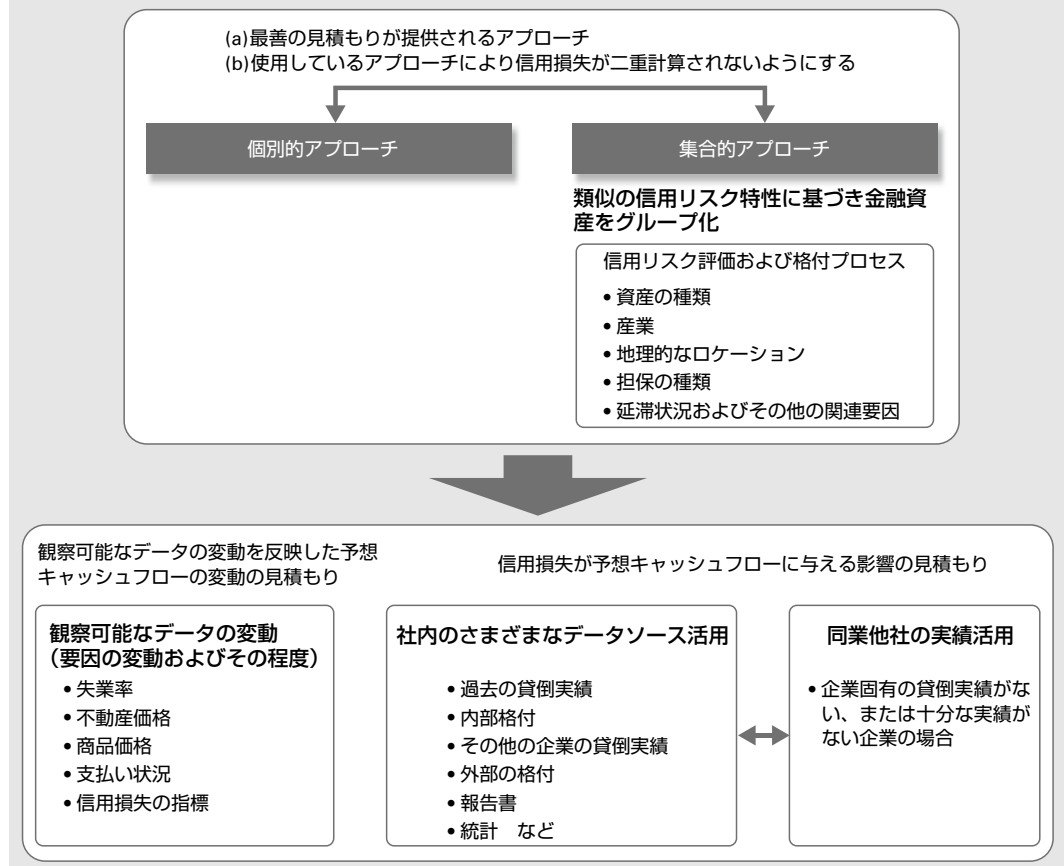 (a)最善の見積もりが提供されるアプローチ
(b)使用しているアプローチにより信用損失が二重計算されないようにする
個別的アプローチ
集合的アプローチ
類似の信用リスク特性に基づき金融資
産をグループ化
信用リスク評価および格付プロセス
• 資産の種類
• 産業
• 地理的なロケーション
• 担保の種類
• 延滞状況およびその他の関連要因
観察可能なデータの変動を反映した予想
キャッシュフローの変動の見積もり
信用損失が予想キャッシュフローに与える影響の見積もり
観察可能なデータの変動
（要因の変動およびその程度）
• 失業率
• 不動産価格
• 商品価格
• 支払い状況
• 信用損失の指標
社内のさまざまなデータソース活用
• 過去の貸倒実績
• 内部格付
• その他の企業の貸倒実績
• 外部の格付
• 報告書
• 統計　など
同業他社の実績活用
• 企業固有の貸倒実績がな
い、または十分な実績が
ない企業の場合